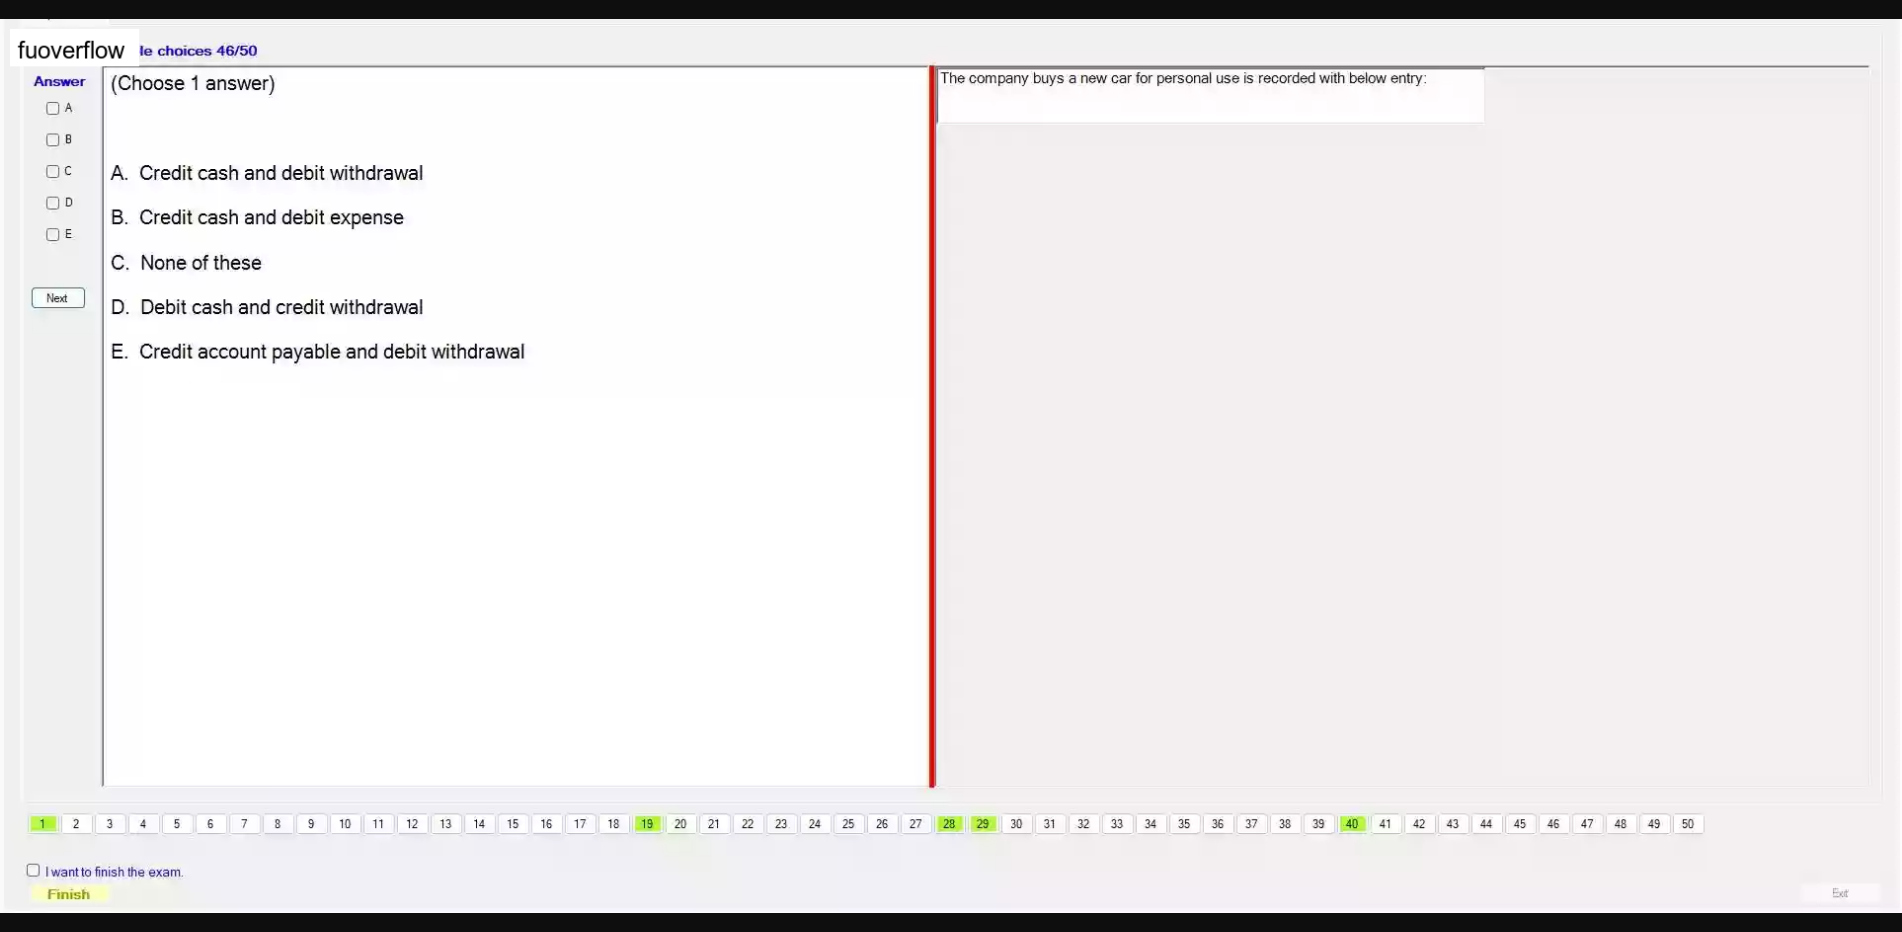 fuoverflow le choices 46/50
Answer
A
B
C
D
E
Next
(Choose 1 answer)
A. Credit cash and debit withdrawal
B. Credit cash and debit expense
C. None of these
D. Debit cash and credit withdrawal
E. Credit account payable and debit withdrawal
The company buys a new car for personal use is recorded with below entry:
1 2 3 4 5 6 7 8 9 10 11 12 13 14 15 16 17 18 19 20 21 22 23 24 25 26 27 28 29 30 31 32 33 34 35 36 37 38 39 40 41 42 43 44 45 46 47 48 49 50
I want to finish the exam.
Finish
Exit